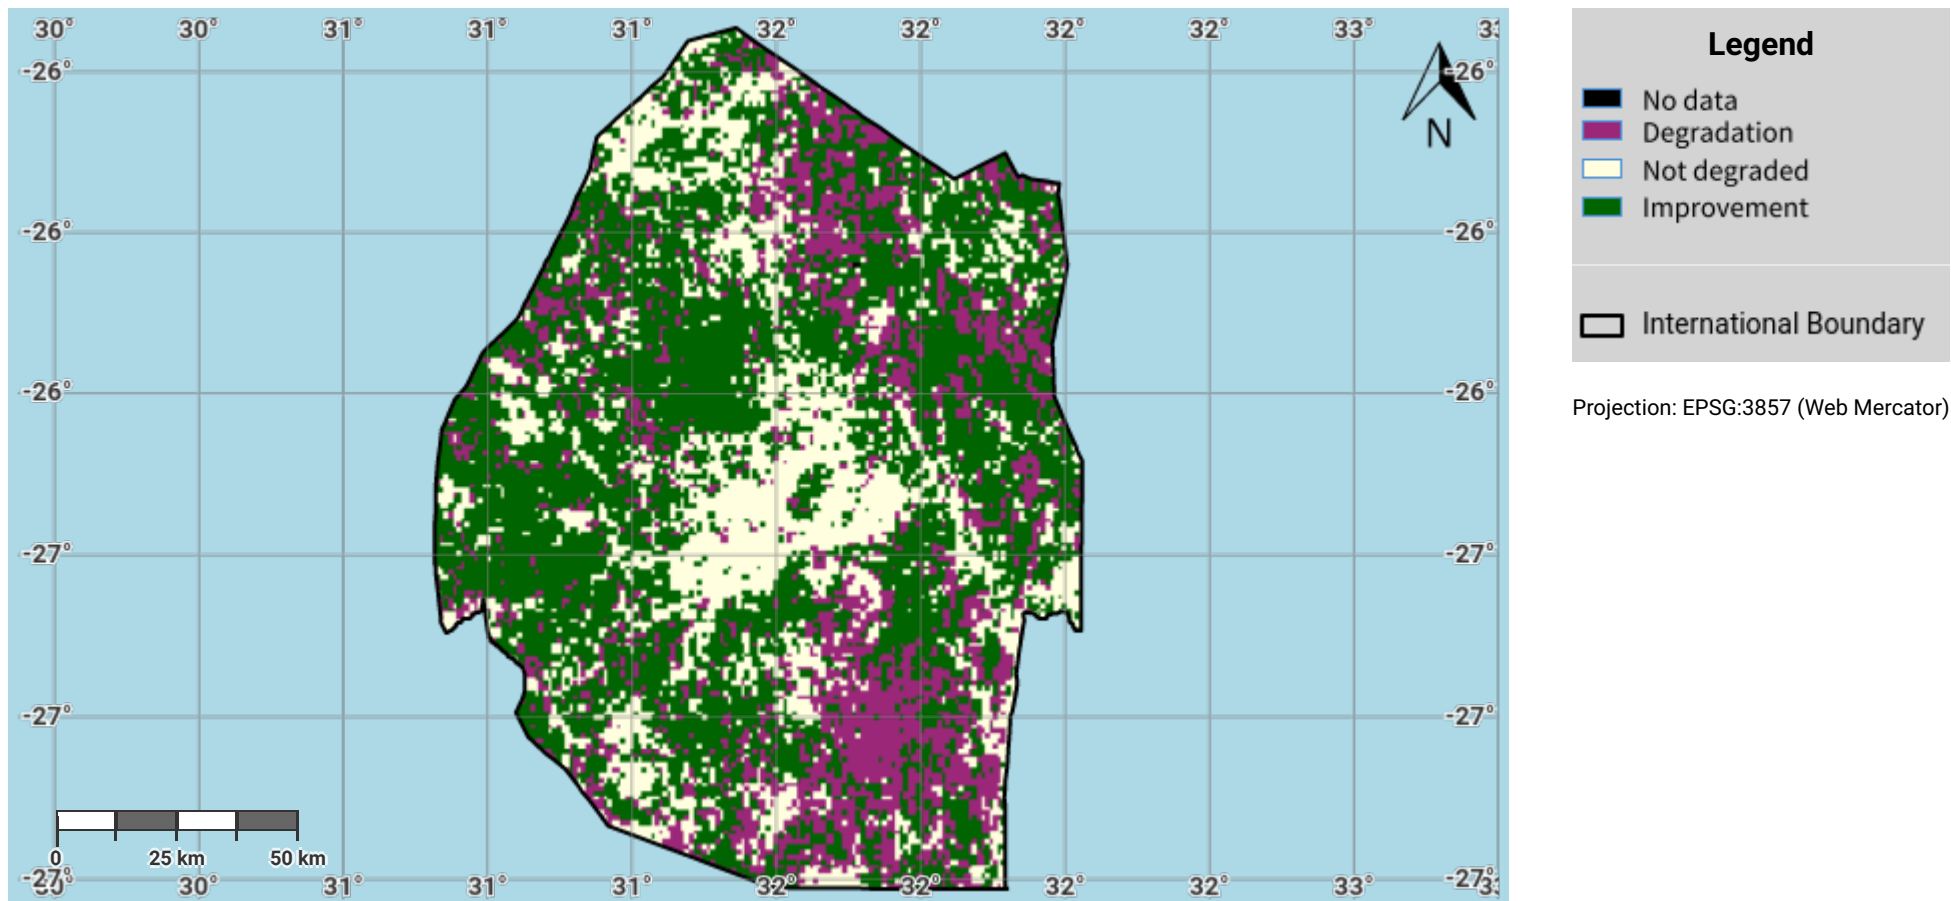 30° 30° 31° 31° 31° 32° 32° 32° 33°
-26° -26°
N
-26° -26°
-26° -26°
-27° -27°
-27° -27°
0 25 km 50 km
-27° -27°
30° 31° 31° 31° 32° 32° 32° 32° 33°
Legend
No data
Degradation
Not degraded
Improvement
International Boundary
Projection: EPSG:3857 (Web Mercator)